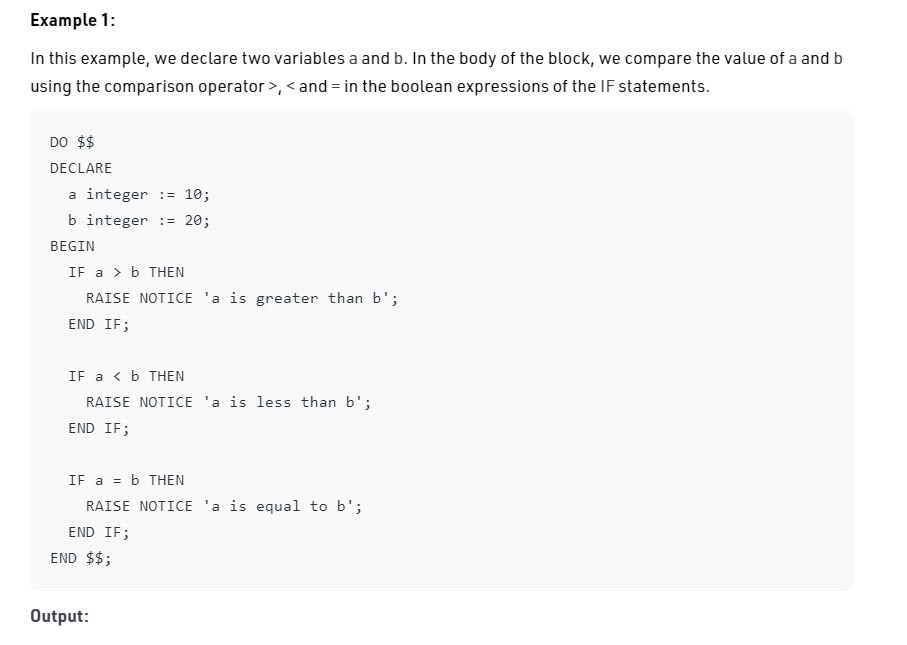 Example 1:
In this example, we declare two variables a and b. In the body of the block, we compare the value of a and b
using the comparison operator >, < and = in the boolean expressions of the IF statements.
DO $$
DECLARE
  a integer := 10;
  b integer := 20;
BEGIN
  IF a > b THEN
    RAISE NOTICE 'a is greater than b';
  END IF;
  IF a < b THEN
    RAISE NOTICE 'a is less than b';
  END IF;
  IF a = b THEN
    RAISE NOTICE 'a is equal to b';
  END IF;
END $$;
Output: